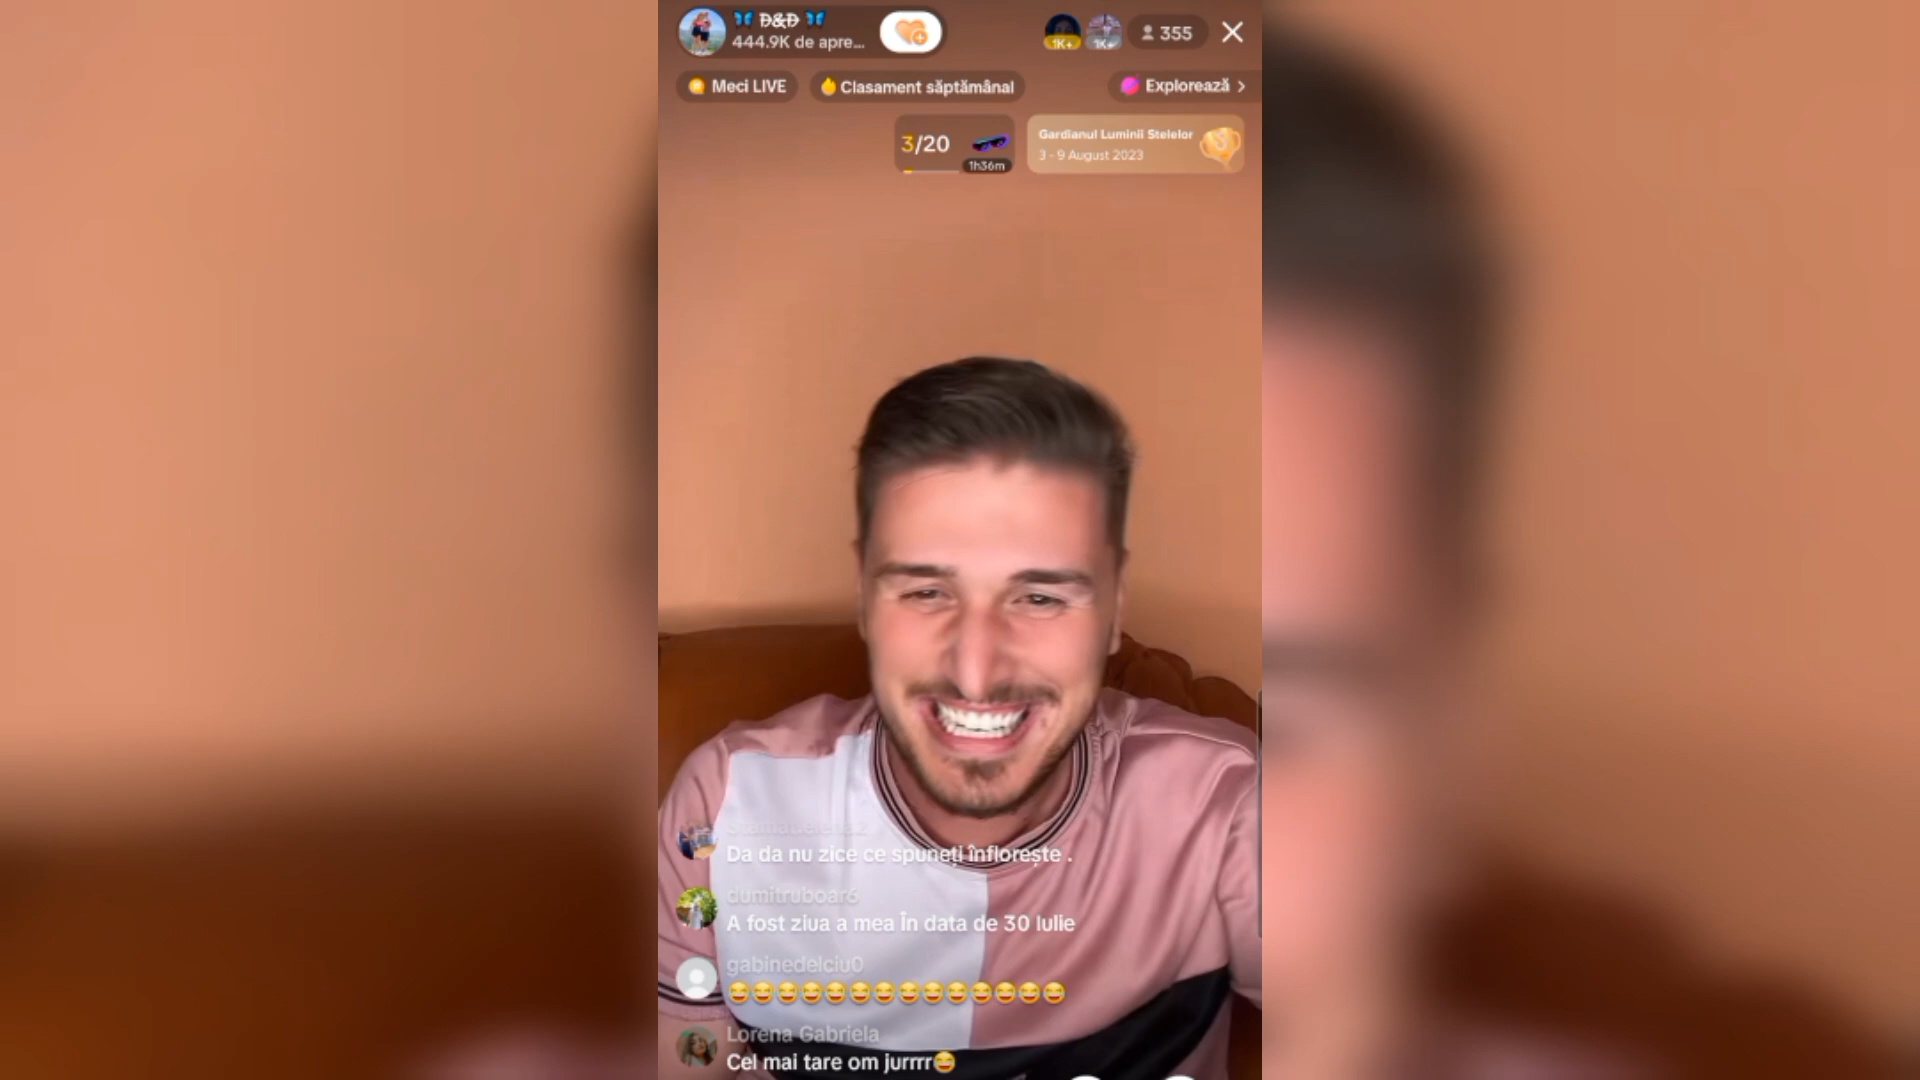 D&D
444.9K de apre...
1K+
1K+
355
Meci LIVE
Clasament săptămânal
Explorează
3/20
1h36m
Gardianul Luminii Stelelor
3 - 9 August 2023
Da da nu zice ce spuneți înflorește .
dumitruboar6
A fost ziua a mea în data de 30 Iulie
gabinedelciu0
😂😂😂😂😂😂😂😂😂😂😂😂😂😂
Lorena Gabriela
Cel mai tare om jurrrr😂